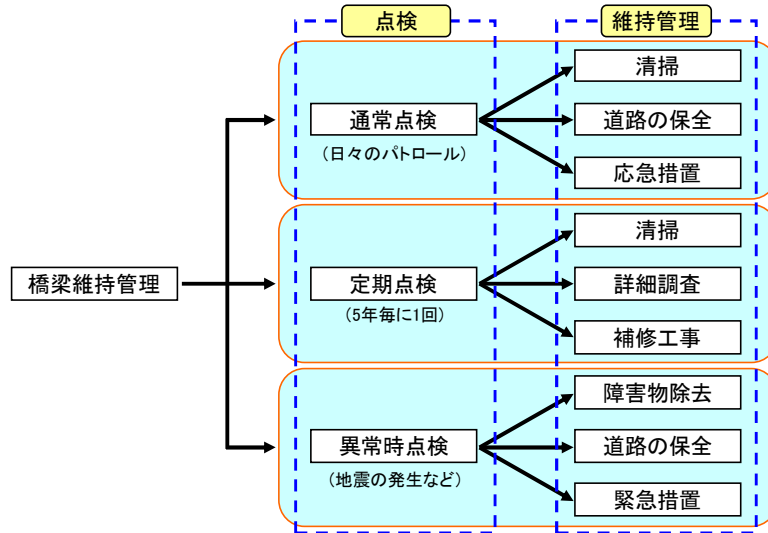 点検
維持管理
清掃
通常点検
道路の保全
(日々のパトロール)
応急措置
清掃
橋梁維持管理
定期点検
詳細調査
(5年毎に1回)
補修工事
障害物除去
異常時点検
道路の保全
(地震の発生など)
緊急措置